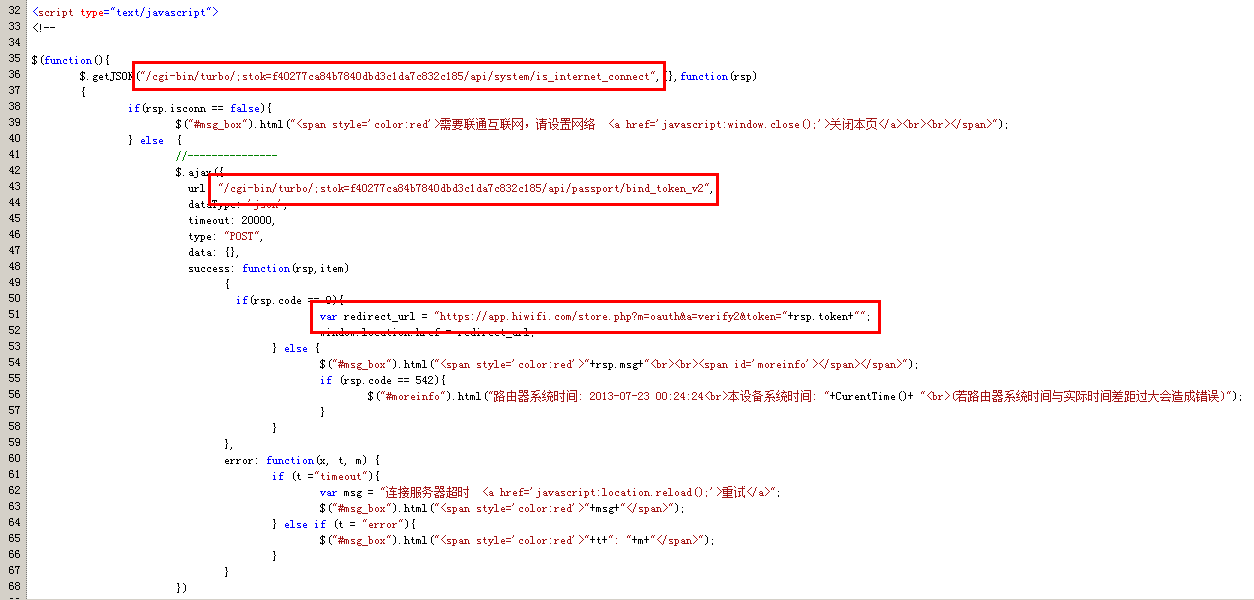 32 <script type="text/javascript">
33 <!--
34
35 $(function(){
36 $.getJSON("/cgi-bin/turbo/;stok=f40277ca84b7840dbd3c1da7c832c185/api/system/is_internet_connect",{},function(rsp)
37 {
38 if(rsp.isconn == false){
39 $("#msg_box").html("<span style='color:red'>需要联通互联网，请设置网络 <a href='javascript:window.close();'>关闭本页</a><br><br></span>");
40 } else {
41 //---------------
42 $.ajax({
43 url "/cgi-bin/turbo/;stok=f40277ca84b7840dbd3c1da7c832c185/api/passport/bind_token_v2",
44 dataType: 'json',
45 timeout: 20000,
46 type: "POST",
47 data: {},
48 success: function(rsp,item)
49 {
50 if(rsp.code == 0){
51 var redirect_url = "https://app.hiwifi.com/store.php?m=oauth&a=verify2&token="+rsp.token+"";
52 window.location.href = redirect_url;
53 } else {
54 $("#msg_box").html("<span style='color:red'>"+rsp.msg+"<br><br><span id='moreinfo'></span></span>");
55 if (rsp.code == 542){
56 $("#moreinfo").html("路由器系统时间: 2013-07-23 00:24:24<br>本设备系统时间: "+CurentTime()+ "<br>(若路由器系统时间与实际时间差距过大会造成错误)");
57 }
58 }
59 },
60 error: function(x, t, m) {
61 if (t ="timeout"){
62 var msg = "连接服务器超时 <a href='javascript:location.reload();'>重试</a>";
63 $("#msg_box").html("<span style='color:red'>"+msg+"</span>");
64 } else if (t = "error"){
65 $("#msg_box").html("<span style='color:red'>"+t+": "+m+"</span>");
66 }
67 }
68 })